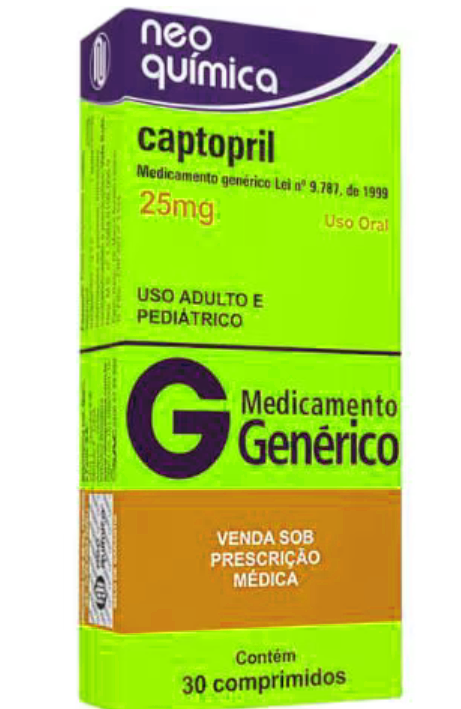 neo
química
captopril
Medicamento genérico Lei nº 9.787, de 1999
25mg
Uso Oral
USO ADULTO E
PEDIÁTRICO
G Medicamento
Genérico
VENDA SOB
PRESCRIÇÃO
MÉDICA
Contém
30 comprimidos